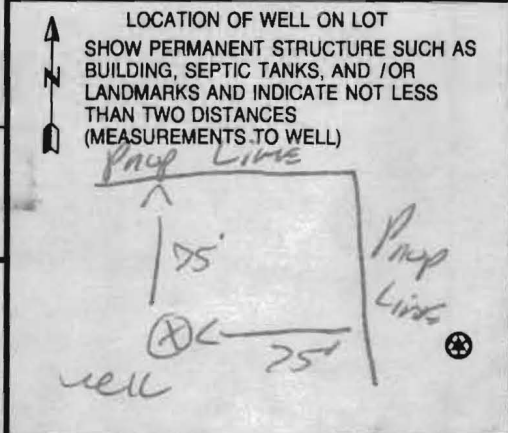 LOCATION OF WELL ON LOT
SHOW PERMANENT STRUCTURE SUCH AS
N
BUILDING, SEPTIC TANKS, AND / OR
LANDMARKS AND INDICATE NOT LESS
THAN TWO DISTANCES
(MEASUREMENTS TO WELL)
Prop Line
75'
Prop
Line
X
75'
well